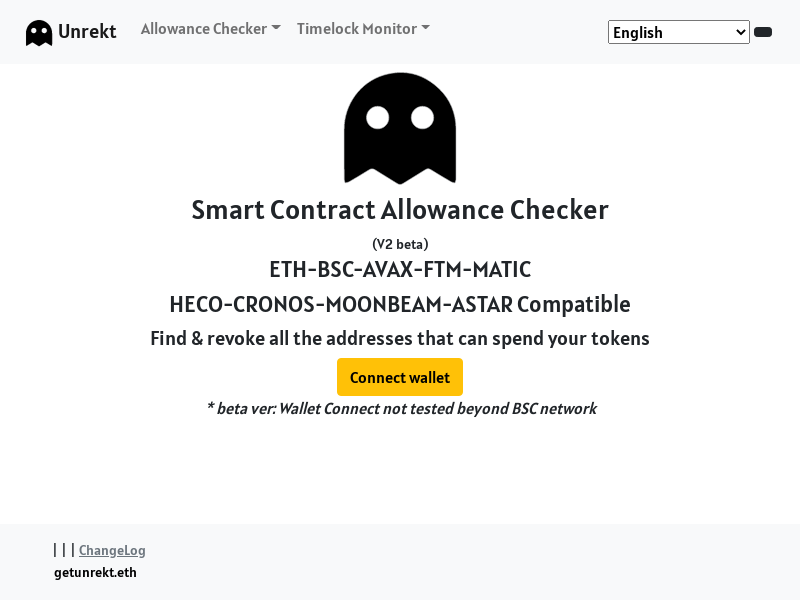 Unrekt
Allowance Checker
Timelock Monitor
English
Smart Contract Allowance Checker
(V2 beta)
ETH-BSC-AVAX-FTM-MATIC
HECO-CRONOS-MOONBEAM-ASTAR Compatible
Find & revoke all the addresses that can spend your tokens
Connect wallet
* beta ver: Wallet Connect not tested beyond BSC network
| | | ChangeLog
getunrekt.eth